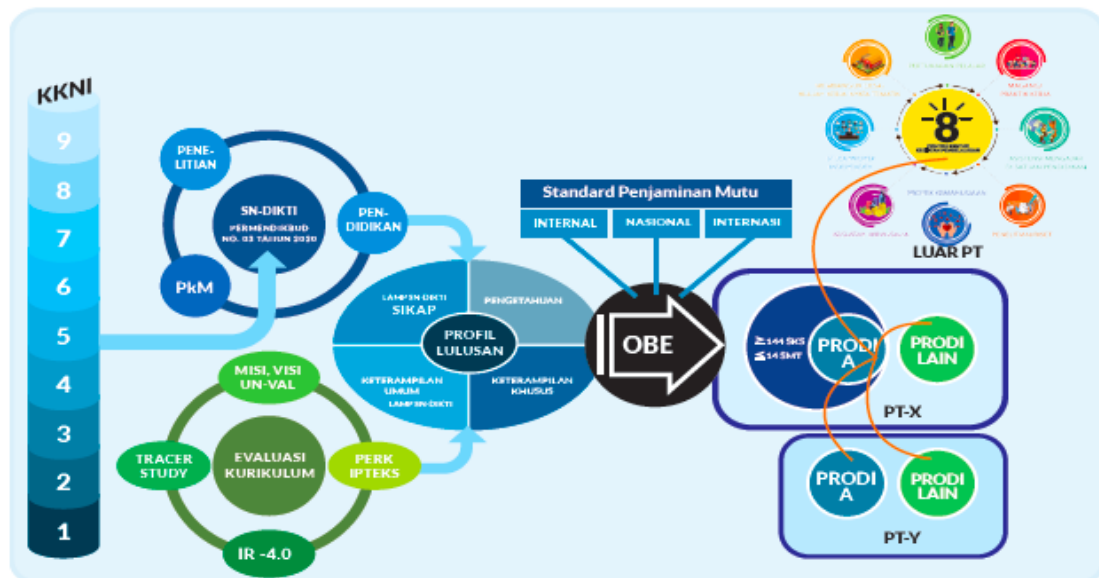 KKNI
9
8
7
6
5
4
3
2
1
PENE-
LITIAN
SN-DIKTI
PERMENDIKBUD
NO. 03 TAHUN 2020
PEN-
DIDIKAN
PkM
MISI, VISI
UN-VAL
TRACER
STUDY
EVALUASI
KURIKULUM
PERK
IPTEKS
IR -4.0
LAMP SN-DIKTI
SIKAP
PENGETAHUAN
PROFIL
LULUSAN
KETERAMPILAN
UMUM
LAMP SN-DIKTI
KETERAMPILAN
KHUSUS
Standard Penjaminan Mutu
INTERNAL
NASIONAL
INTERNASI
OBE
8
PROYEK KEMANUSIAAN
LUAR PT
≥ 144 SKS
≤ 14 SMT
PRODI
A
PRODI
LAIN
PT-X
PRODI
A
PRODI
LAIN
PT-Y